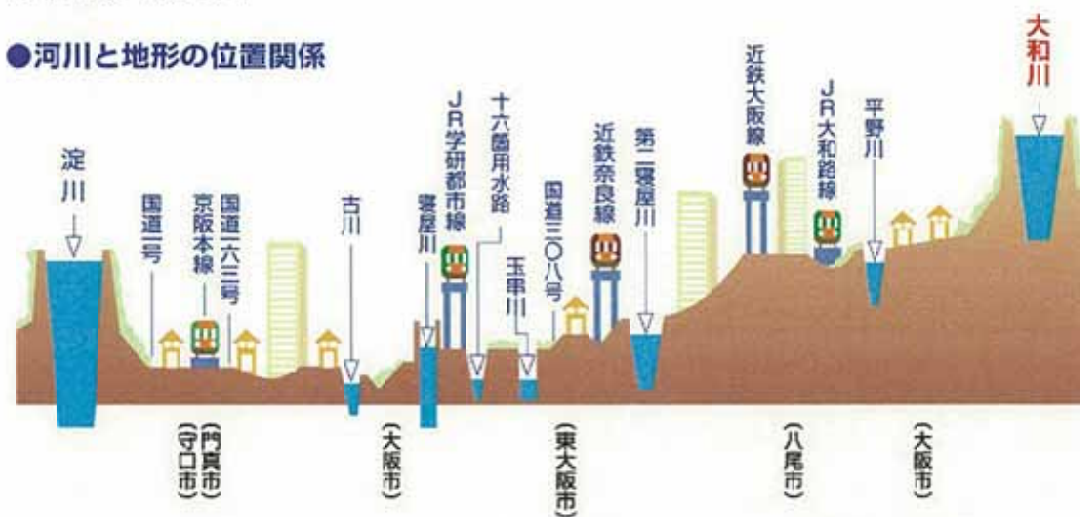 ●河川と地形の位置関係
淀川
国道一号
京阪本線
国道一六三号
古川
寝屋川
JR学研都市線
十六箇用水路
玉串川
国道三〇八号
近鉄奈良線
第二寝屋川
近鉄大阪線
JR大和路線
平野川
大和川
(守口市)
(門真市)
(大阪市)
(東大阪市)
(八尾市)
(大阪市)